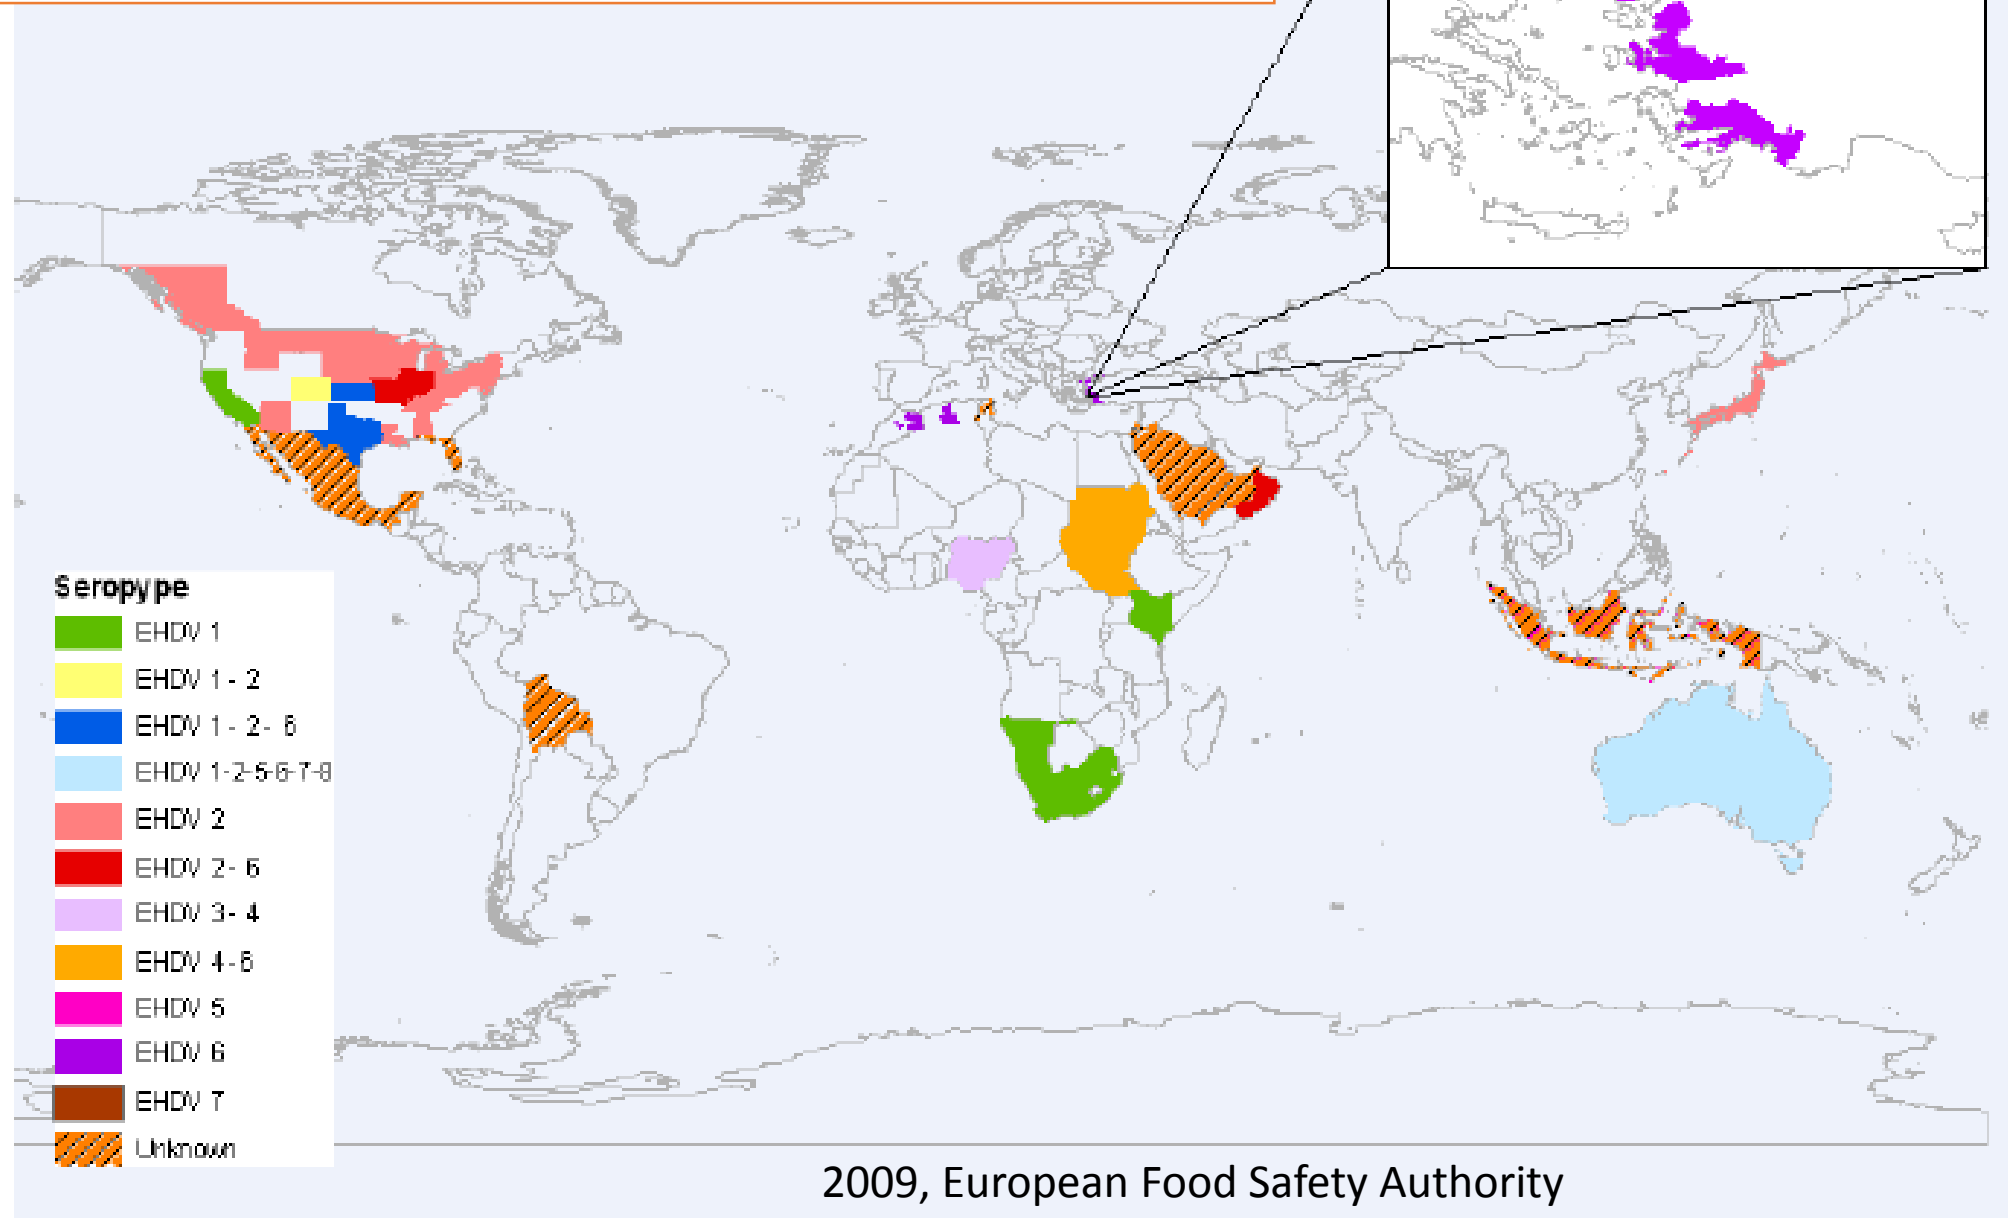 Seropype
EHDV 1
EHDV 1 - 2
EHDV 1 - 2 - 6
EHDV 1-2-5-6-7-8
EHDV 2
EHDV 2 - 6
EHDV 3 - 4
EHDV 4 - 6
EHDV 5
EHDV 6
EHDV 7
Unknown
2009, European Food Safety Authority